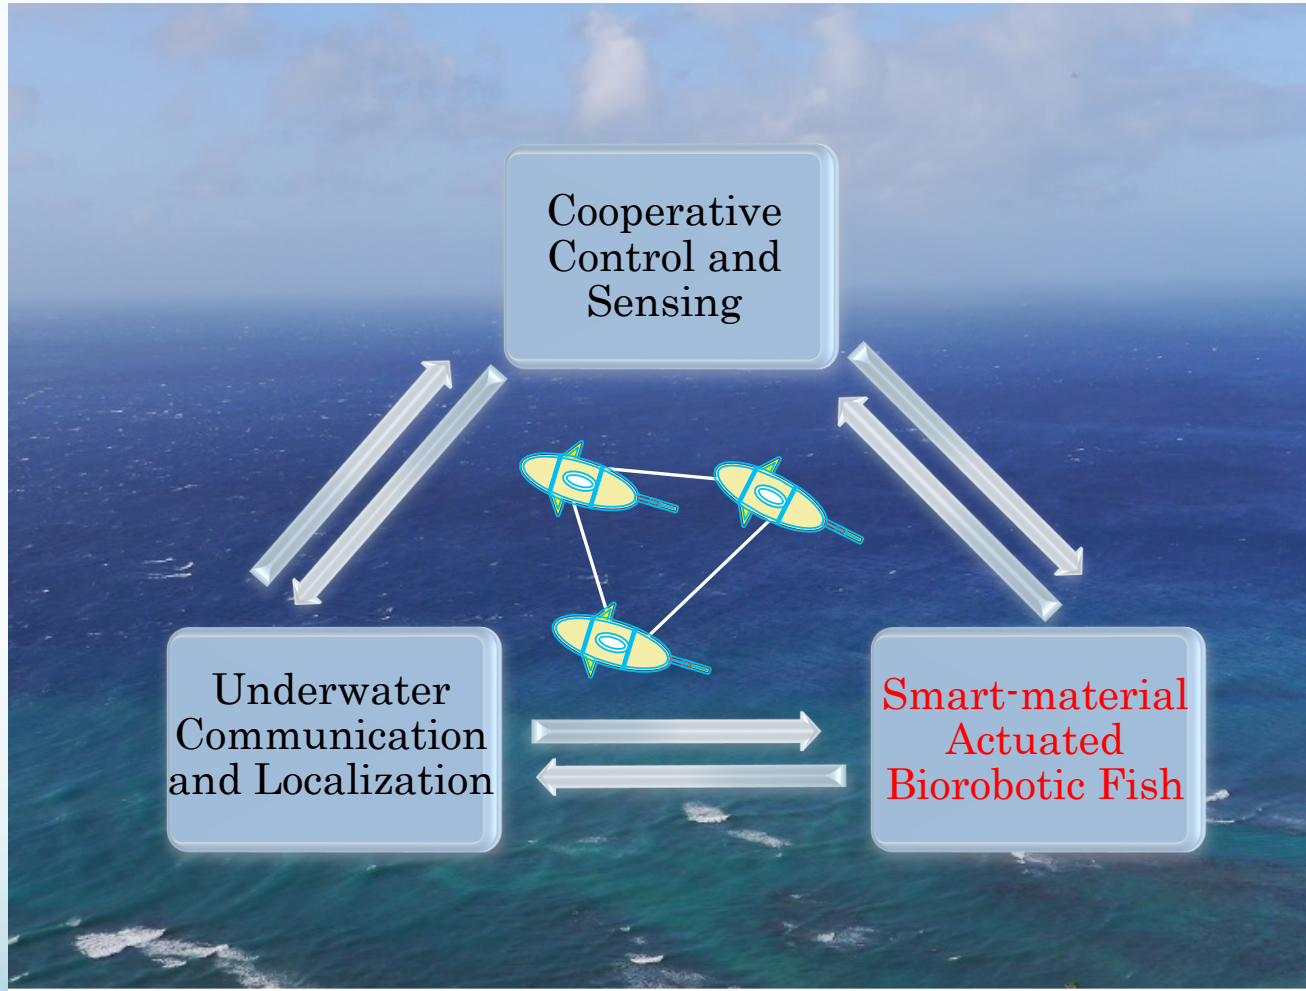 Cooperative
Control and
Sensing
Underwater
Communication
and Localization
Smart-material
Actuated
Biorobotic Fish